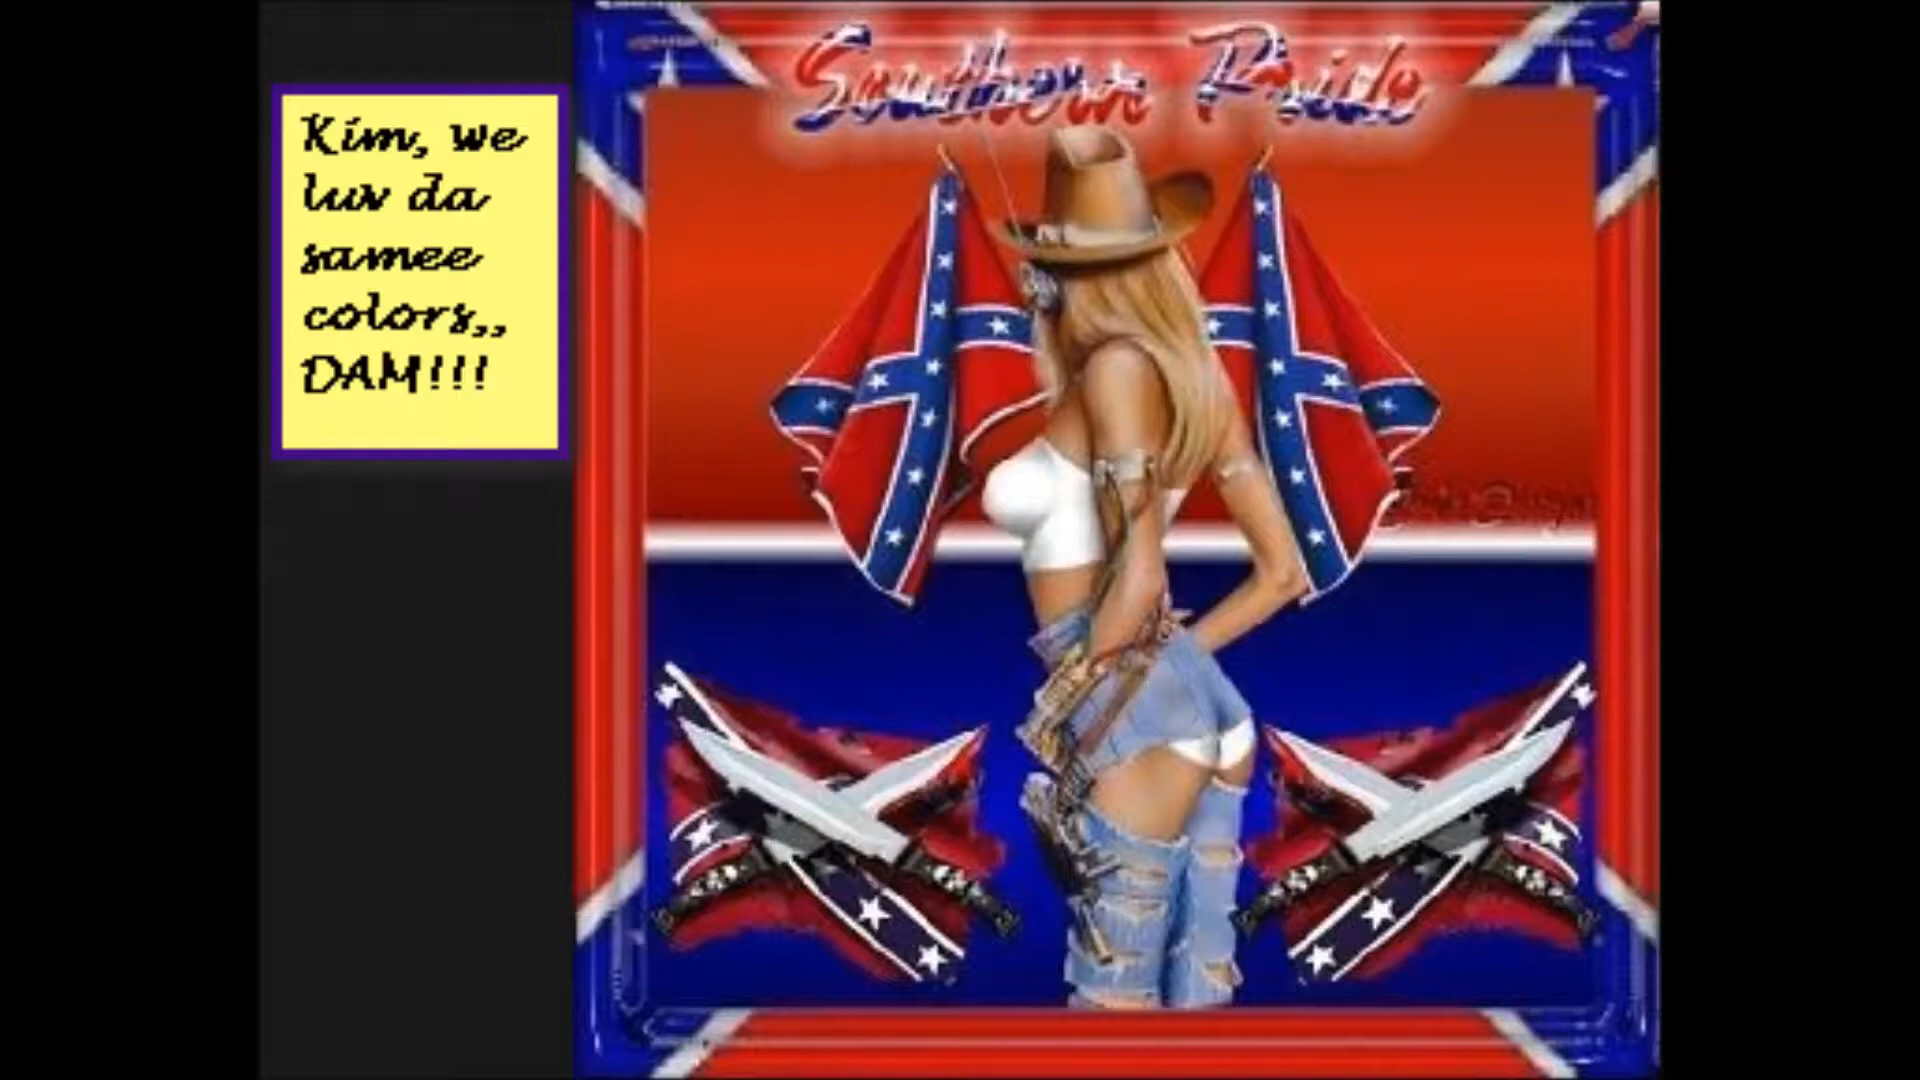 Southern Pride
Kim, we
luv da
samee
colors,,
DAM!!!